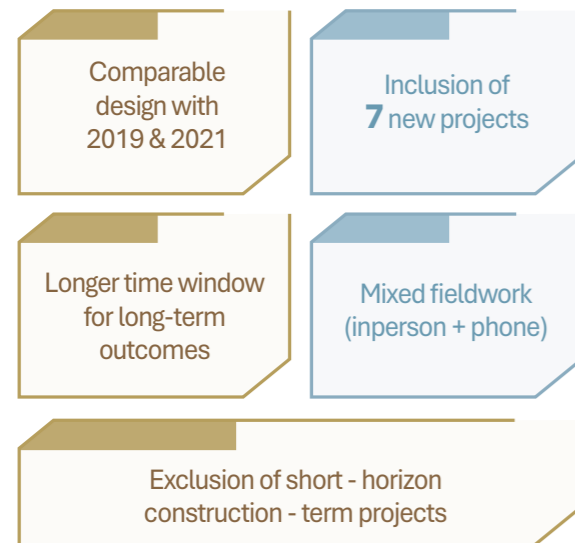 Comparable
design with
2019 & 2021
Inclusion of
7 new projects
Longer time window
for long-term
outcomes
Mixed fieldwork
(inperson + phone)
Exclusion of short - horizon
construction - term projects